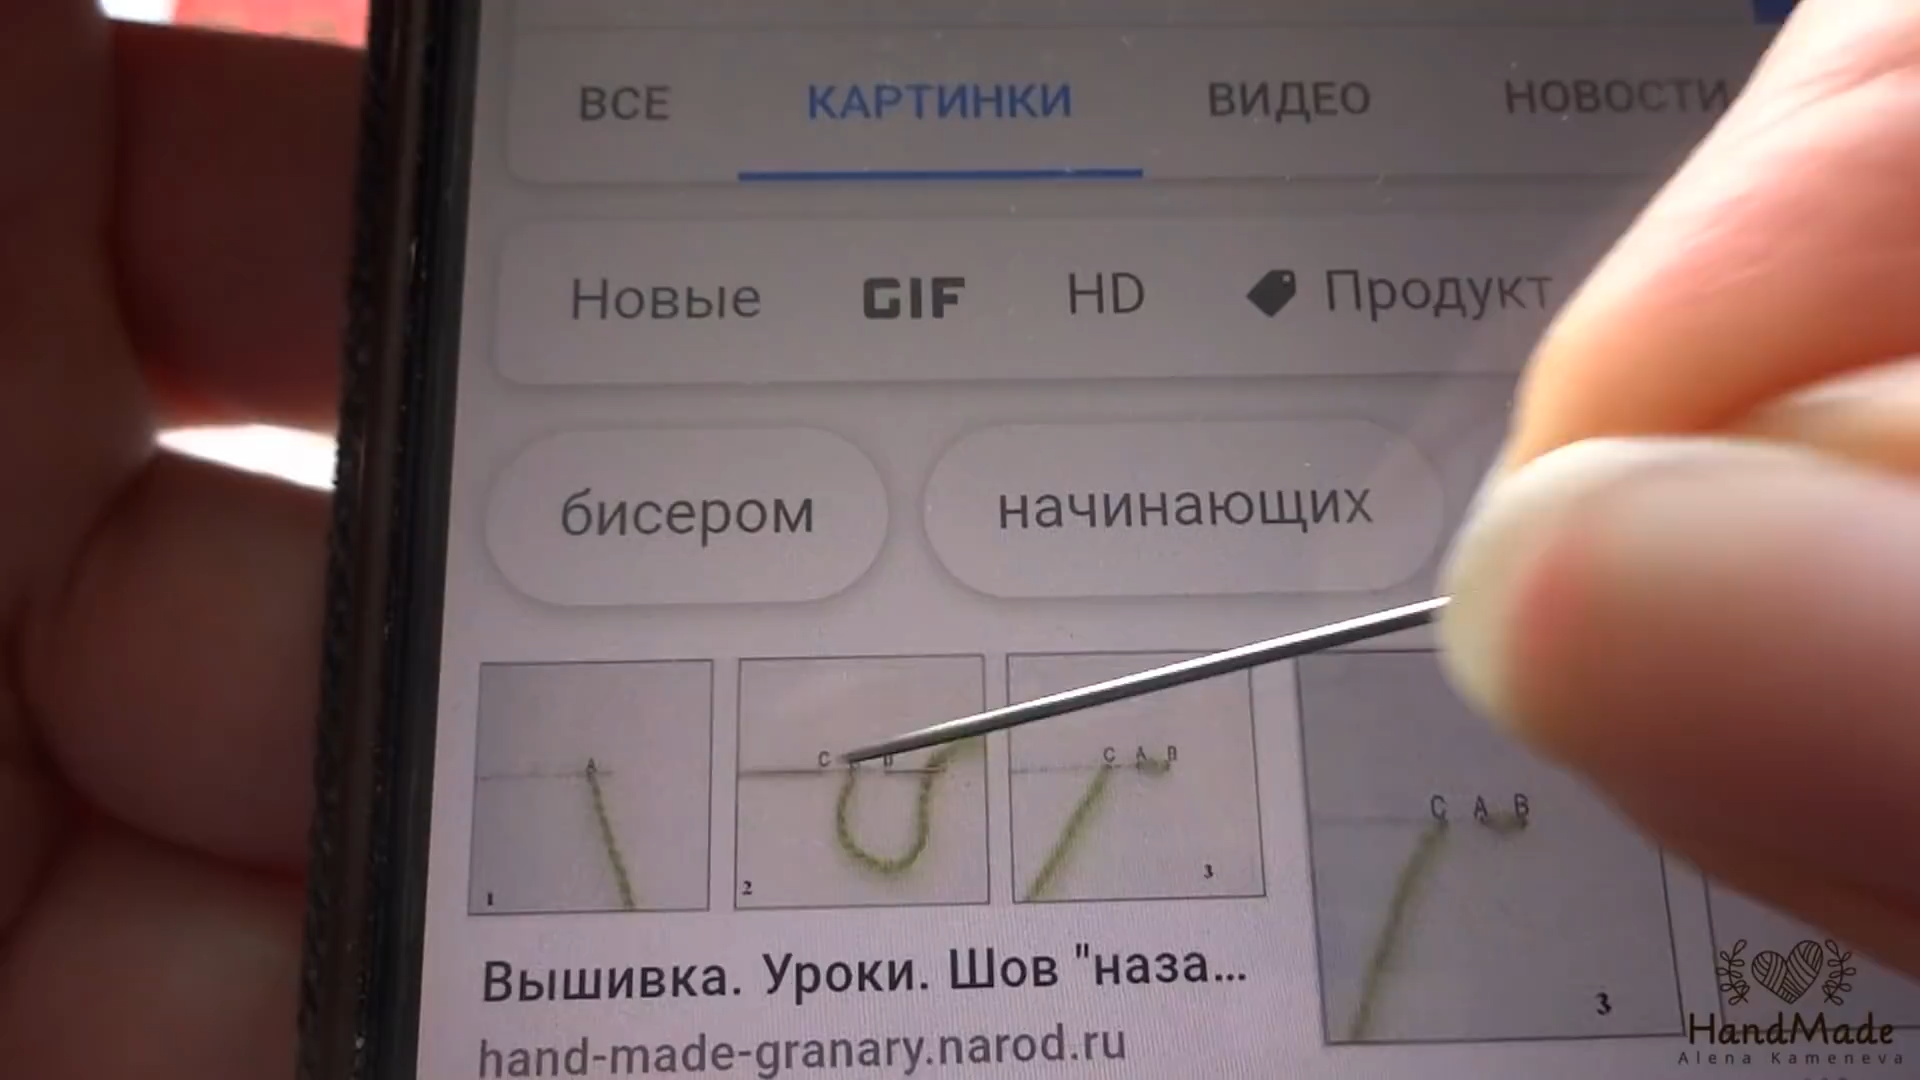 ВСЕ КАРТИНКИ ВИДЕО НОВОСТИ
Новые GIF HD Продукт
бисером начинающих
A
1
C B
2
C A B
3
C A B
3
Вышивка. Уроки. Шов "наза...
hand-made-granary.narod.ru
HandMade
Alena Kameneva